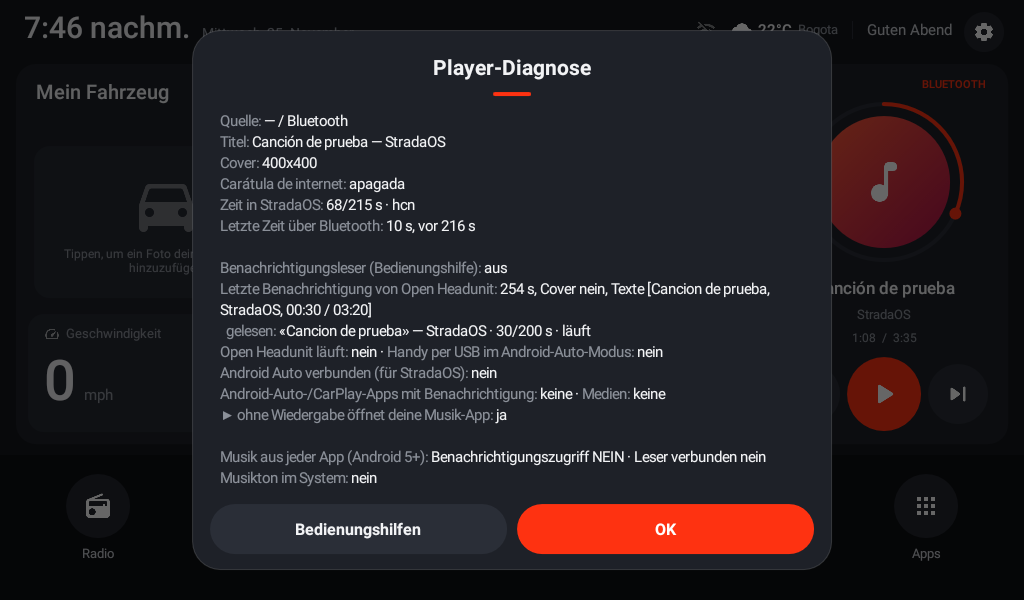 7:46 nachm.
22°C Bogota
Guten Abend
Player-Diagnose
Mein Fahrzeug
BLUETOOTH
Quelle: — / Bluetooth
Titel: Canción de prueba — StradaOS
Cover: 400x400
Carátula de internet: apagada
Zeit in StradaOS: 68/215 s · hcn
Letzte Zeit über Bluetooth: 10 s, vor 216 s
Tippen, um ein Foto
Benachrichtigungsleser (Bedienungshilfe): aus
Letzte Benachrichtigung von Open Headunit: 254 s, Cover nein, Texte [Cancion de prueba,
StradaOS, 00:30 / 03:20]
gelesen: «Cancion de prueba» — StradaOS · 30/200 s · läuft
Open Headunit läuft: nein · Handy per USB im Android-Auto-Modus: nein
Android Auto verbunden (für StradaOS): nein
Android-Auto-/CarPlay-Apps mit Benachrichtigung: keine · Medien: keine
► ohne Wiedergabe öffnet deine Musik-App: ja
Musik aus jeder App (Android 5+): Benachrichtigungszugriff NEIN · Leser verbunden nein
Musikton im System: nein
de prueba
StradaOS
1:08 / 3:35
Geschwindigkeit
0 mph
Bedienungshilfen
OK
Radio
Apps